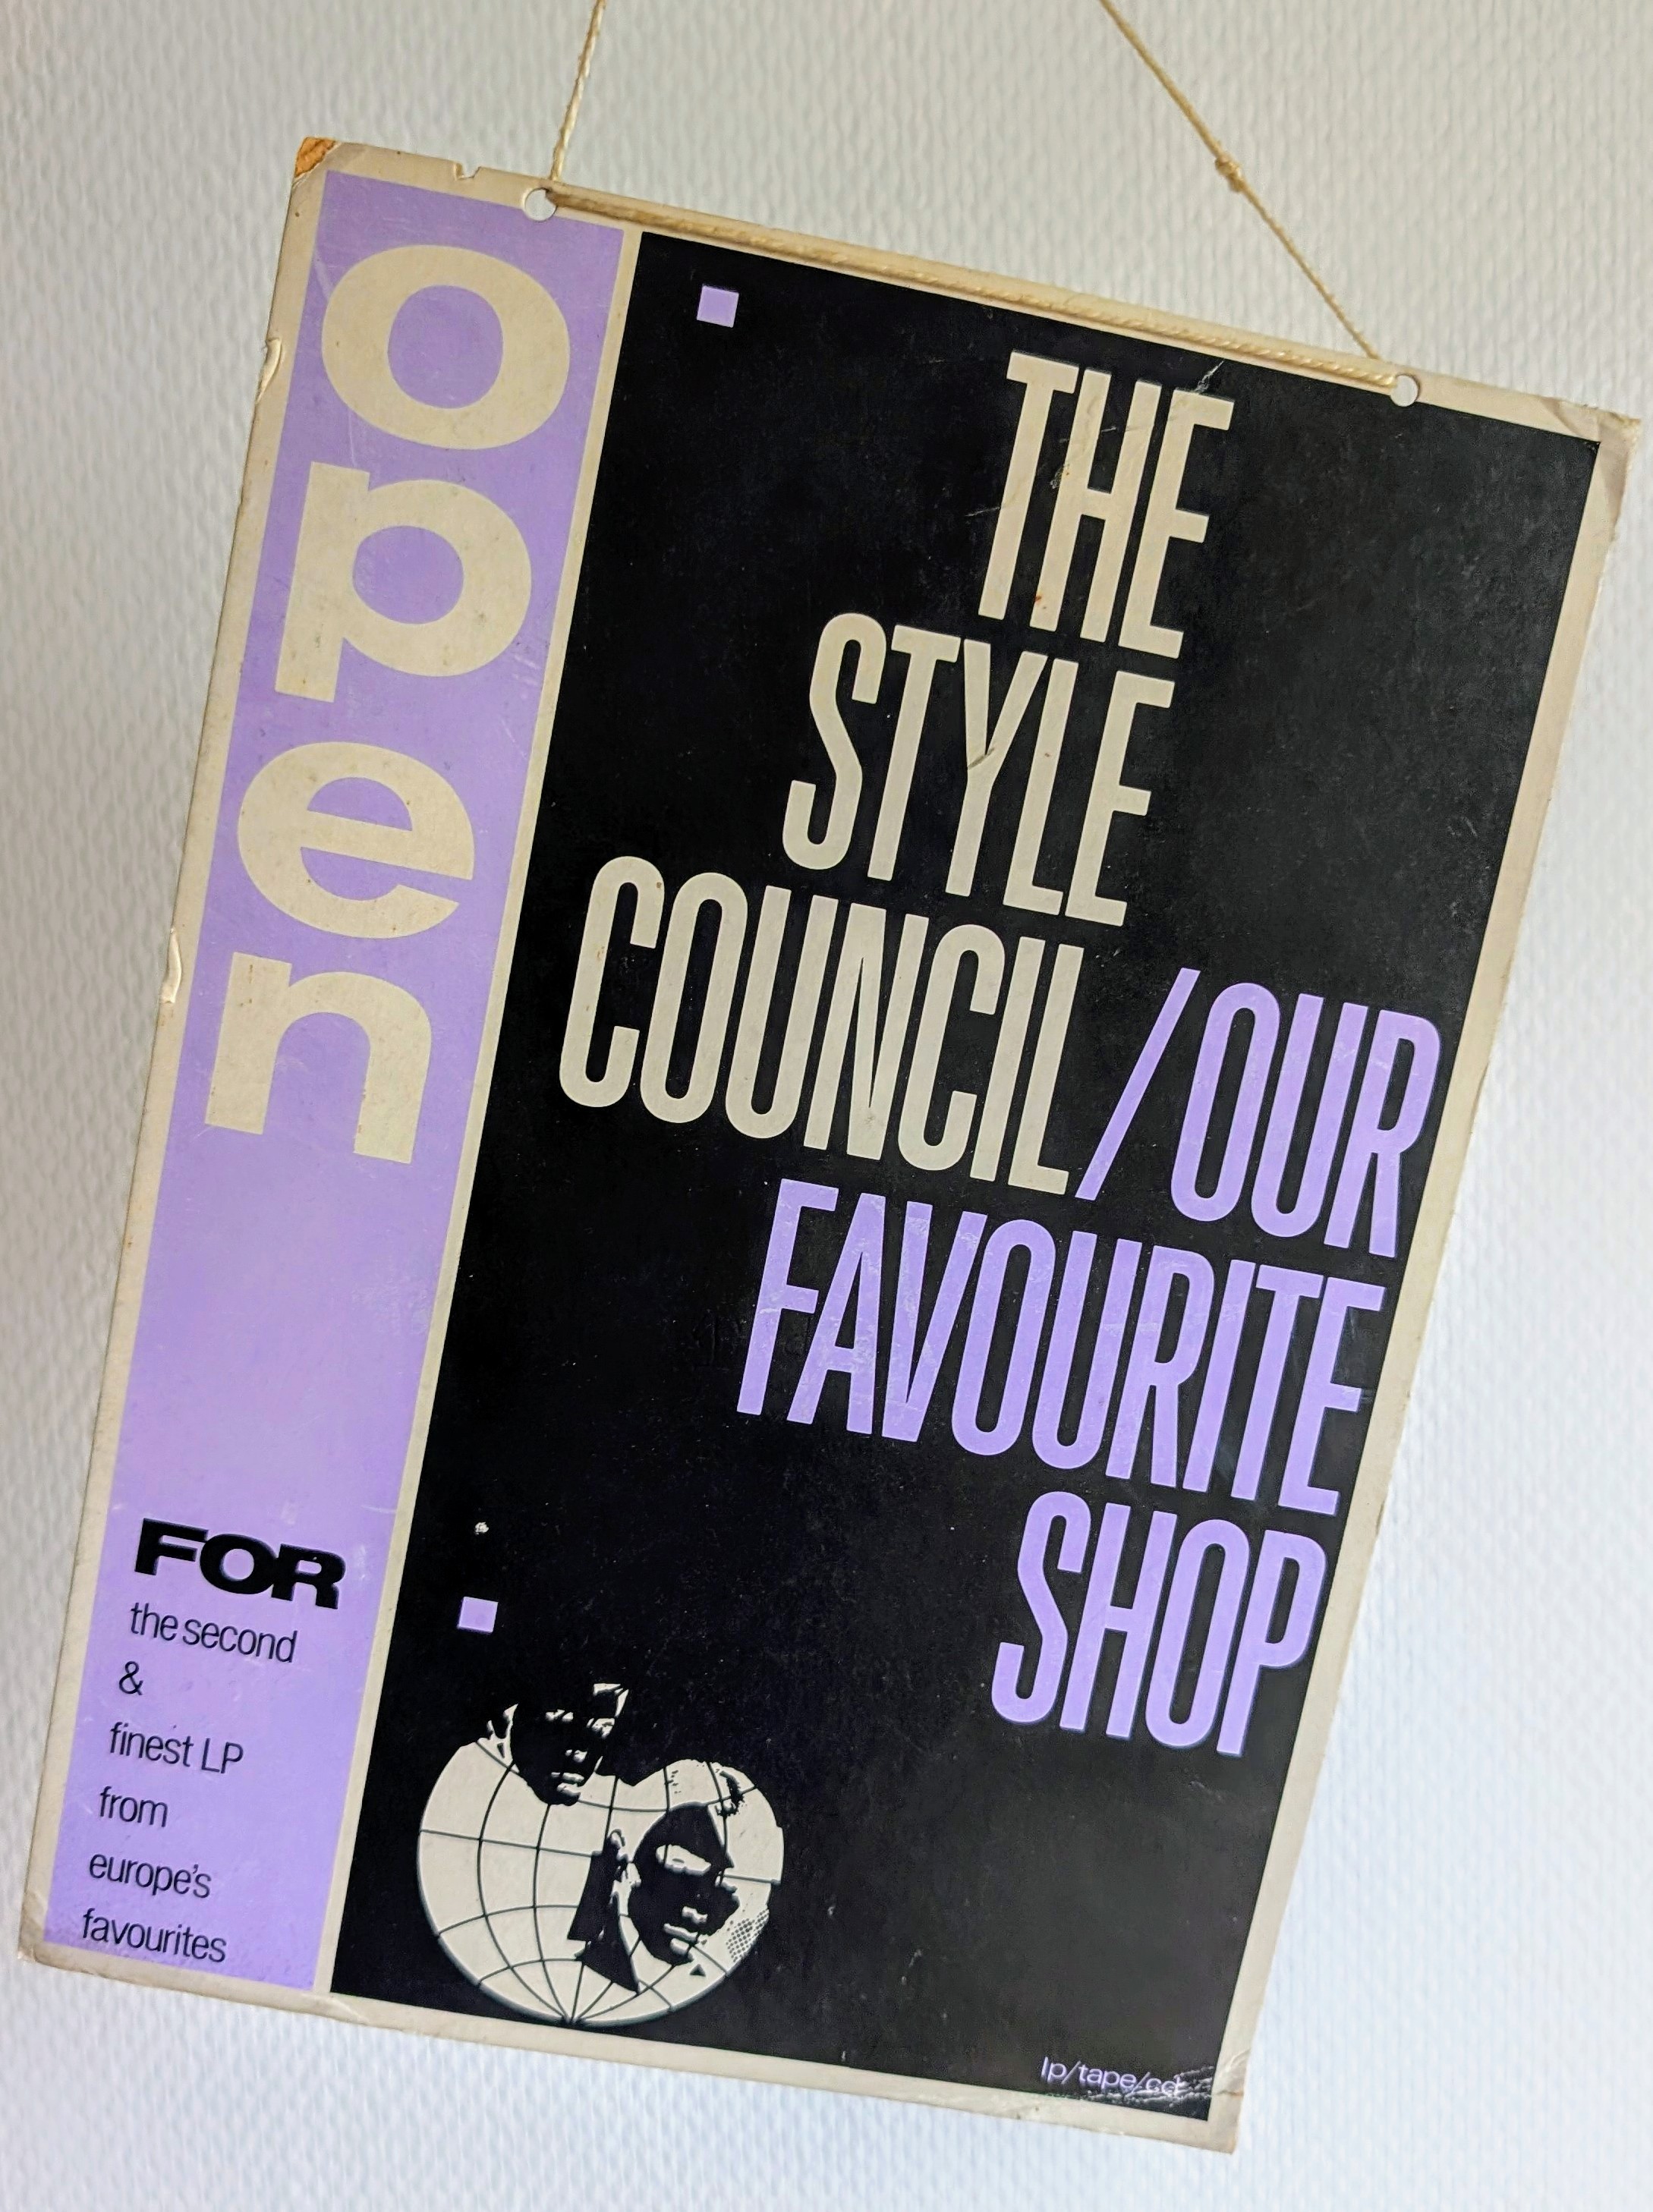 open
FOR
the second
&
finest LP
from
europe's
favourites
THE
STYLE
COUNCIL/OUR
FAVOURITE
SHOP
lp/tape/cd